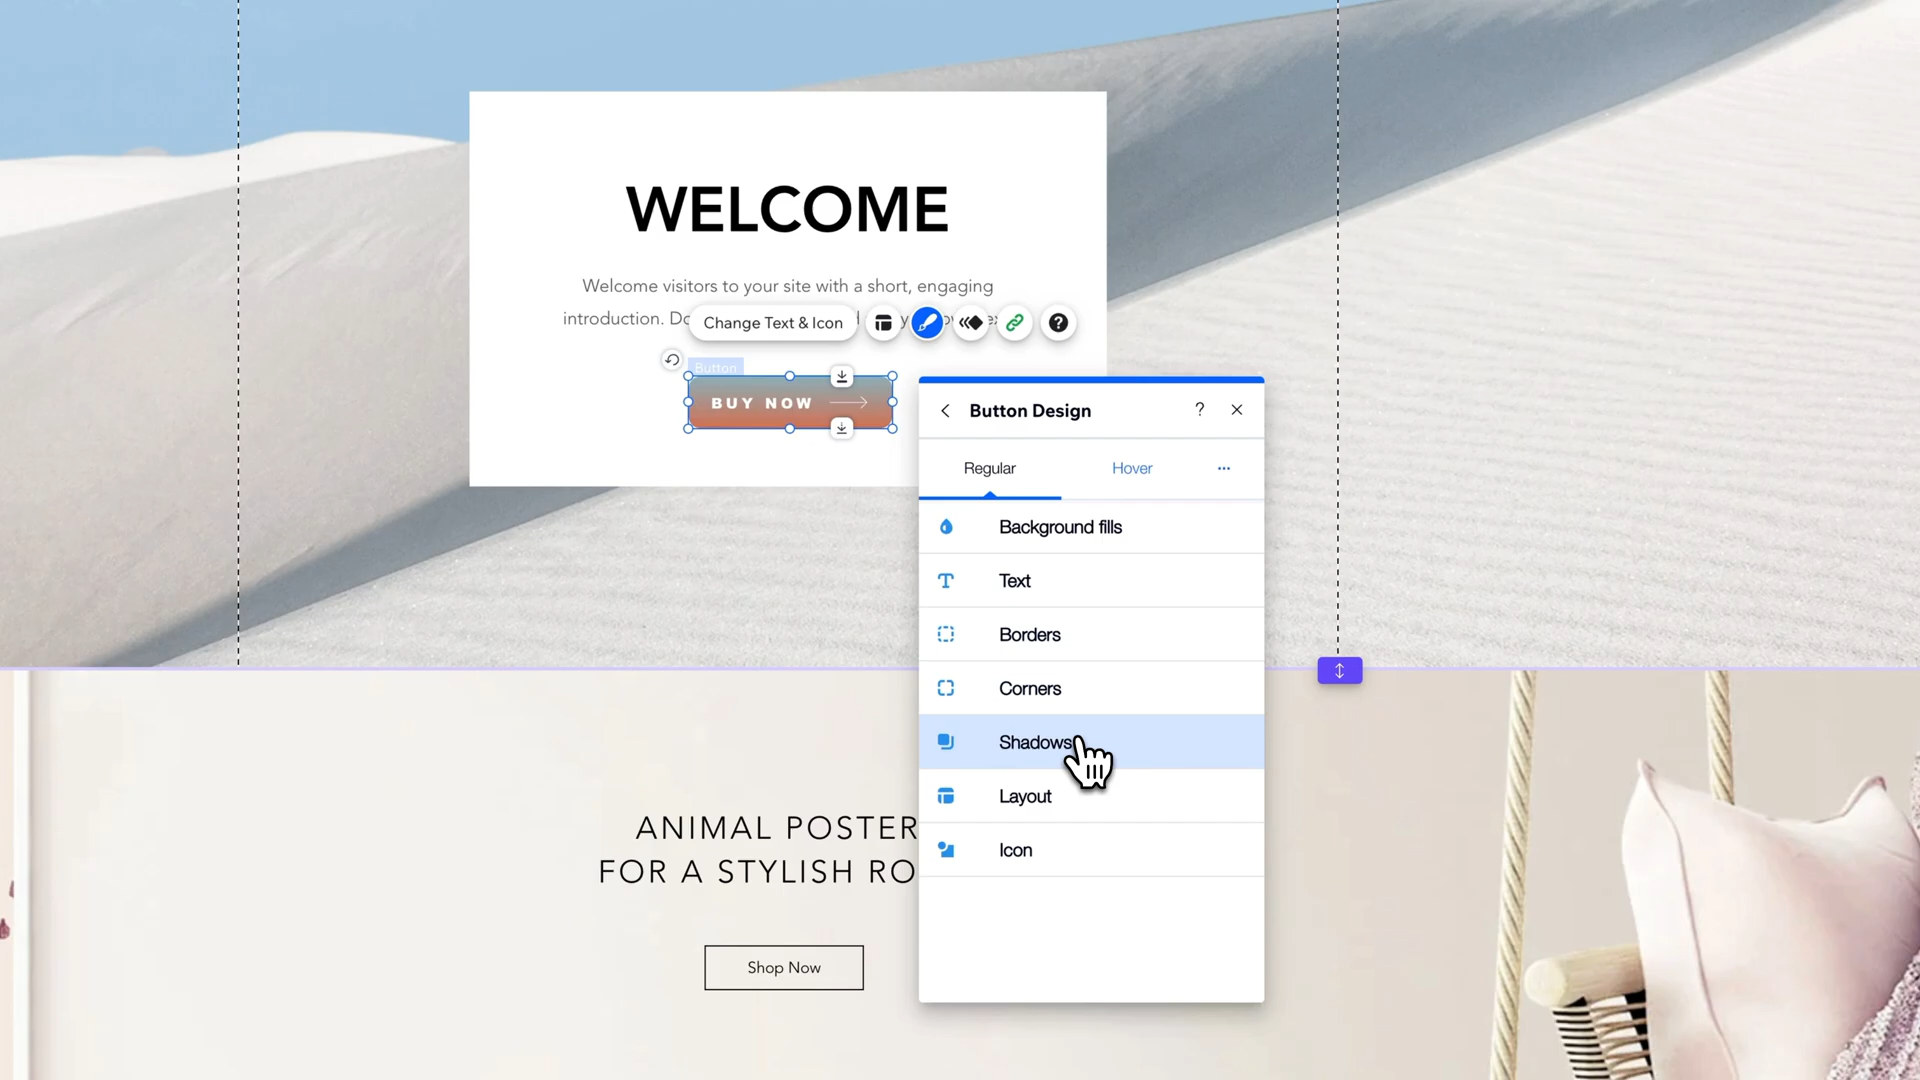 WELCOME
Welcome visitors to your site with a short, engaging
introduction.
Change Text & Icon
?
Button
BUY NOW
Button Design
?
Regular
Hover
Background fills
Text
Borders
Corners
Shadows
Layout
Icon
ANIMAL POSTER
FOR A STYLISH RO
Shop Now